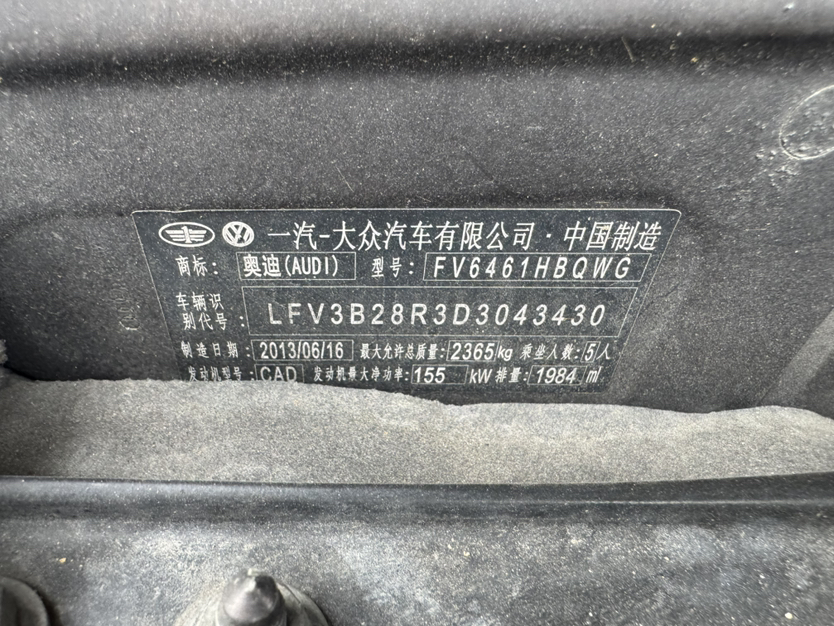 一汽-大众汽车有限公司·中国制造
商标: 奥迪(AUDI) 型号: FV6461HBQWG
车辆识
别代号: LFV3B28R3D3043430
制造日期: 2013/06/16 最大允许总质量: 2365kg 乘坐人数: 5人
发动机型号: CAD 发动机最大净功率: 155 kW 排量: 1984 ml